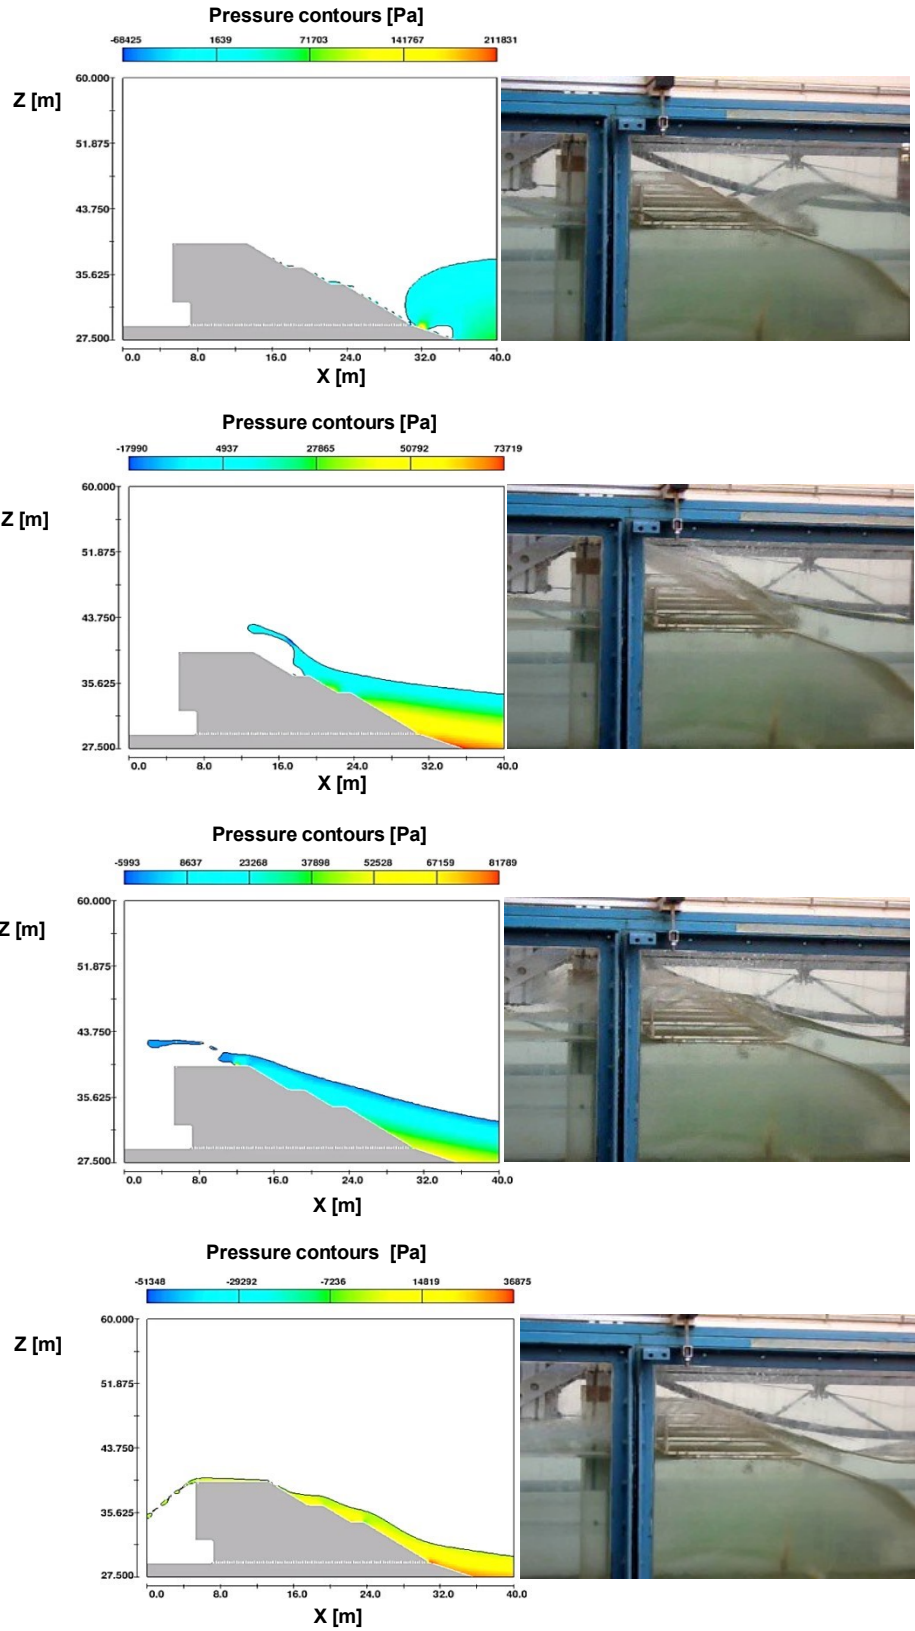 Pressure contours [Pa]
-68425 1639 71703 141767 211831
Z [m]
60.000
51.875
43.750
35.625
27.500
0.0 8.0 16.0 24.0 32.0 40.0
X [m]
Pressure contours [Pa]
-17990 4937 27865 50792 73719
Z [m]
60.000
51.875
43.750
35.625
27.500
0.0 8.0 16.0 24.0 32.0 40.0
X [m]
Pressure contours [Pa]
-5993 8637 23268 37898 52528 67159 81789
Z [m]
60.000
51.875
43.750
35.625
27.500
0.0 8.0 16.0 24.0 32.0 40.0
X [m]
Pressure contours [Pa]
-51348 -29292 -7236 14819 36875
Z [m]
60.000
51.875
43.750
35.625
27.500
0.0 8.0 16.0 24.0 32.0 40.0
X [m]